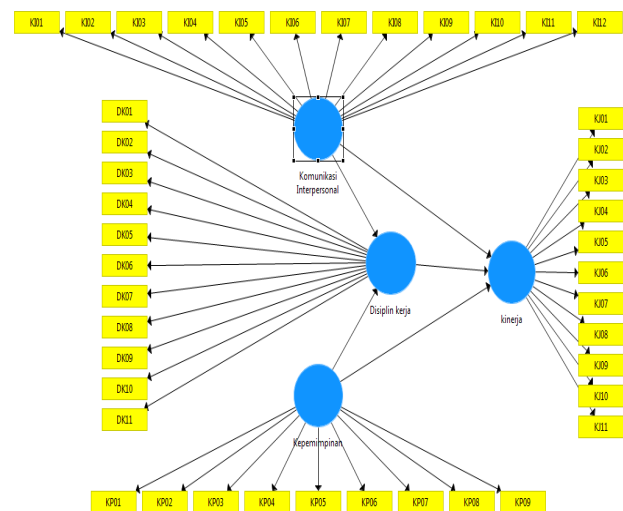 KI01 KI02 KI03 KI04 KI05 KI06 KI07 KI08 KI09 KI10 KI11 KI12
DK01
DK02
DK03
DK04
DK05
DK06
DK07
DK08
DK09
DK10
DK11
Komunikasi
Interpersonal
Disiplin kerja
kinerja
Kepemimpinan
KJ01
KJ02
KJ03
KJ04
KJ05
KJ06
KJ07
KJ08
KJ09
KJ10
KJ11
KP01 KP02 KP03 KP04 KP05 KP06 KP07 KP08 KP09